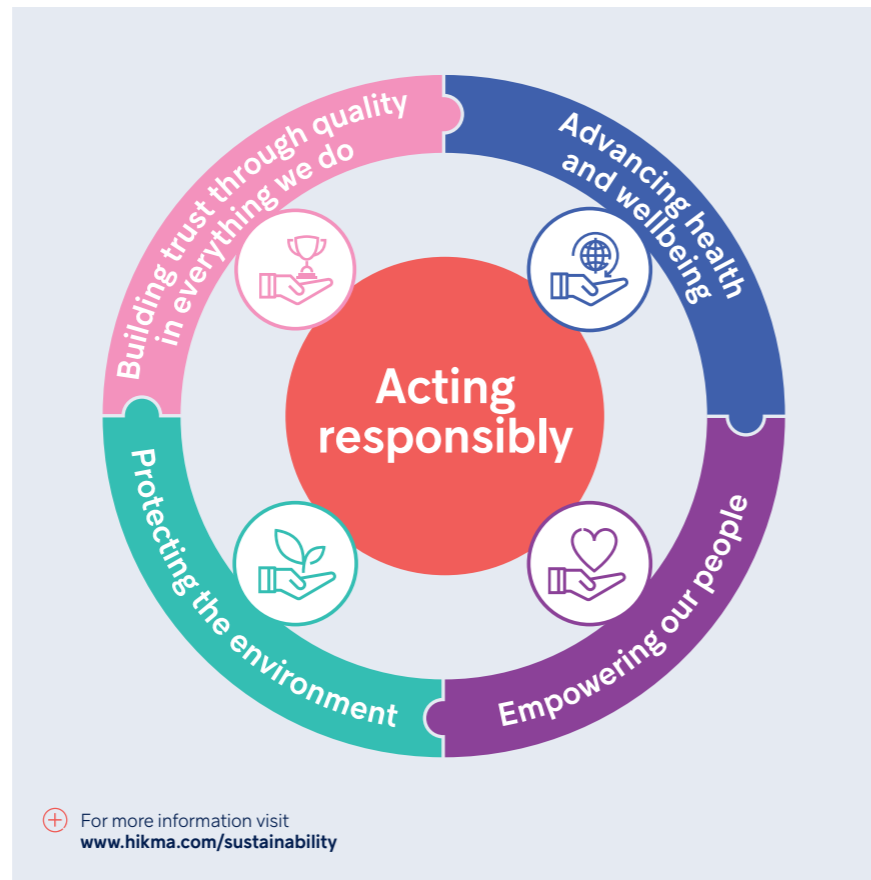 Building trust through quality
in everything we do
Advancing health
and wellbeing
Acting
responsibly
Protecting the environment
Empowering our people
For more information visit
www.hikma.com/sustainability